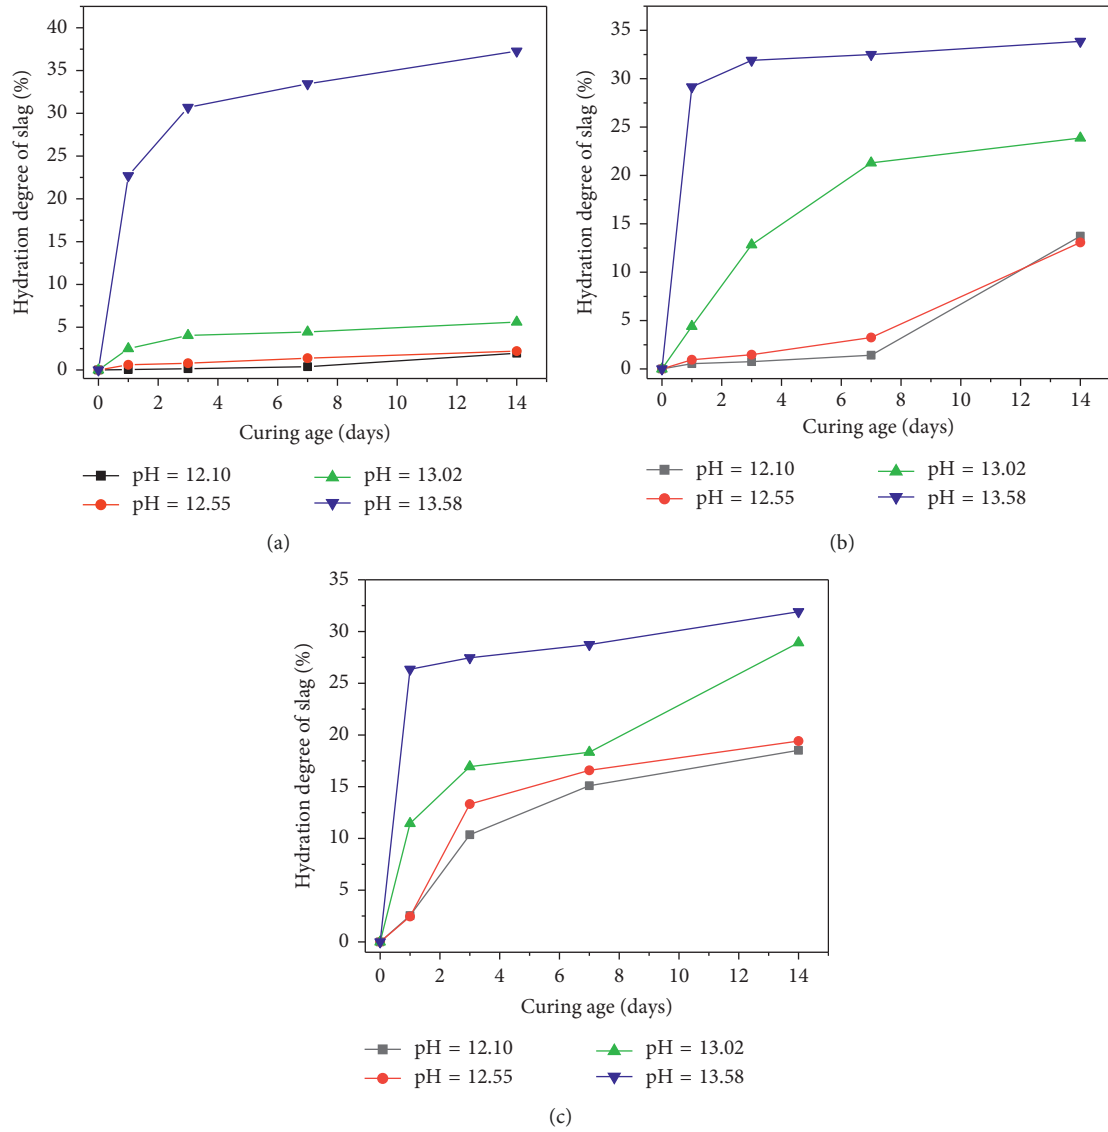 40
35
30
25
20
15
10
5
0
Hydration degree of slag (%)
0 2 4 6 8 10 12 14
Curing age (days)
pH = 12.10
pH = 12.55
pH = 13.02
pH = 13.58
(a)
35
30
25
20
15
10
5
0
Hydration degree of slag (%)
0 2 4 6 8 10 12 14
Curing age (days)
pH = 12.10
pH = 12.55
pH = 13.02
pH = 13.58
(b)
35
30
25
20
15
10
5
0
Hydration degree of slag (%)
0 2 4 6 8 10 12 14
Curing age (days)
pH = 12.10
pH = 12.55
pH = 13.02
pH = 13.58
(c)